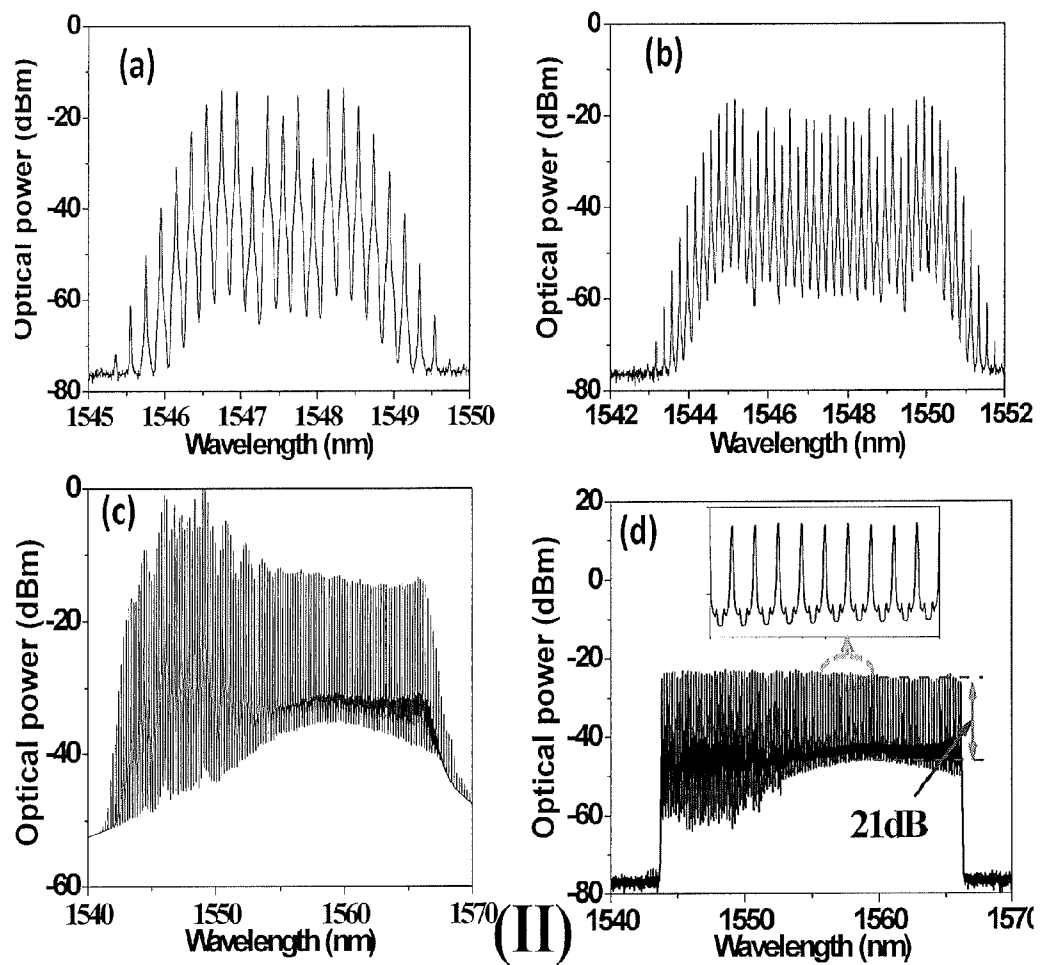 (a)
Optical power (dBm)
0
-20
-40
-60
-80
1545 1546 1547 1548 1549 1550
Wavelength (nm)
(b)
Optical power (dBm)
0
-20
-40
-60
-80
1542 1544 1546 1548 1550 1552
Wavelength (nm)
(c)
Optical power (dBm)
0
-20
-40
-60
1540 1550 1560 1570
Wavelength (nm)
(d)
Optical power (dBm)
20
0
-20
-40
-60
-80
21dB
1540 1550 1560 1570
Wavelength (nm)
(II)